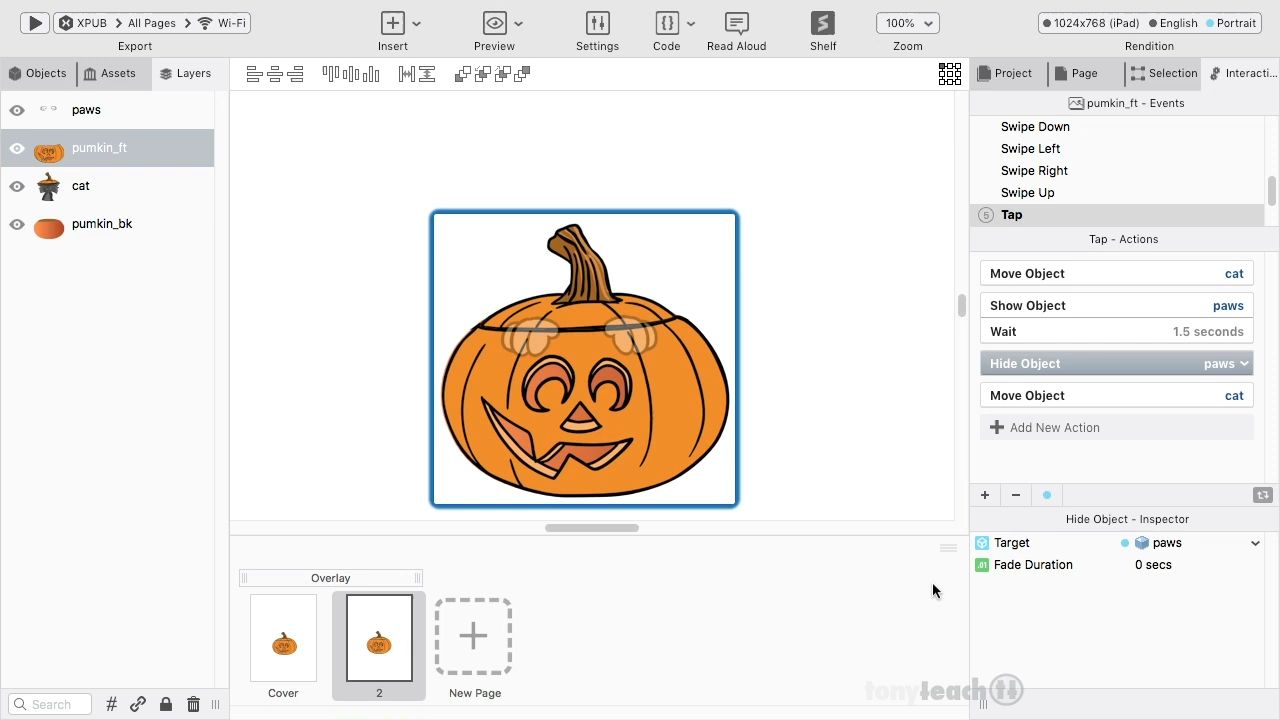 XPUB > All Pages > Wi-Fi
Export
Insert
Preview
Settings
Code
Read Aloud
Shelf
100%
Zoom
1024x768 (iPad) English Portrait
Rendition
Objects Assets Layers
Project Page Selection Interacti...
paws
pumkin_ft
cat
pumkin_bk
pumkin_ft - Events
Swipe Down
Swipe Left
Swipe Right
Swipe Up
5 Tap
Tap - Actions
Move Object cat
Show Object paws
Wait 1.5 seconds
Hide Object paws
Move Object cat
Add New Action
Hide Object - Inspector
Target paws
.01 Fade Duration 0 secs
Overlay
Cover
2
New Page
Search
tonyteach